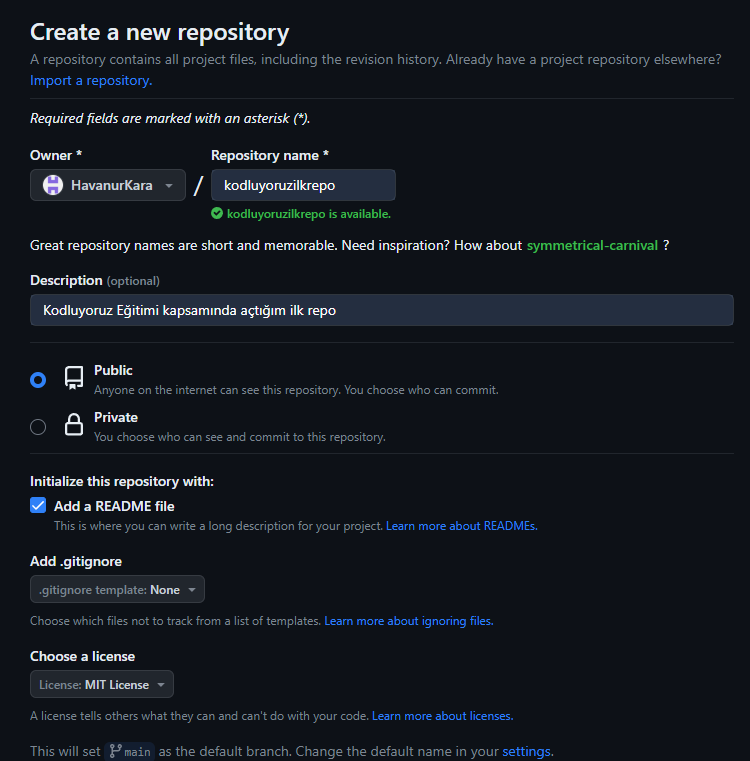 Create a new repository
A repository contains all project files, including the revision history. Already have a project repository elsewhere?
Import a repository.
Required fields are marked with an asterisk (*).
Owner * Repository name *
HavanurKara / kodluyoruzilkrepo
kodluyoruzilkrepo is available.
Great repository names are short and memorable. Need inspiration? How about symmetrical-carnival ?
Description (optional)
Kodluyoruz Eğitimi kapsamında açtığım ilk repo
Public
Anyone on the internet can see this repository. You choose who can commit.
Private
You choose who can see and commit to this repository.
Initialize this repository with:
Add a README file
This is where you can write a long description for your project. Learn more about READMEs.
Add .gitignore
.gitignore template: None
Choose which files not to track from a list of templates. Learn more about ignoring files.
Choose a license
License: MIT License
A license tells others what they can and can't do with your code. Learn more about licenses.
This will set main as the default branch. Change the default name in your settings.